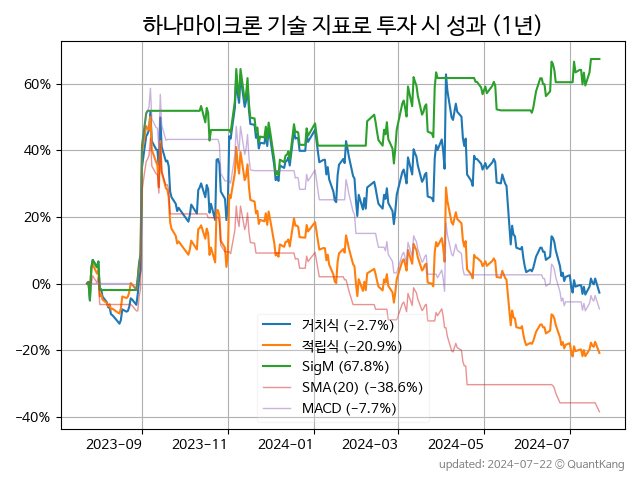 하나마이크론 기술 지표로 투자 시 성과 (1년)
60%
40%
20%
0%
−20%
−40%
거치식 (−2.7%)
적립식 (−20.9%)
SigM (67.8%)
SMA(20) (−38.6%)
MACD (−7.7%)
2023−09
2023−11
2024−01
2024−03
2024−05
2024−07
updated: 2024−07−22 © QuantKang